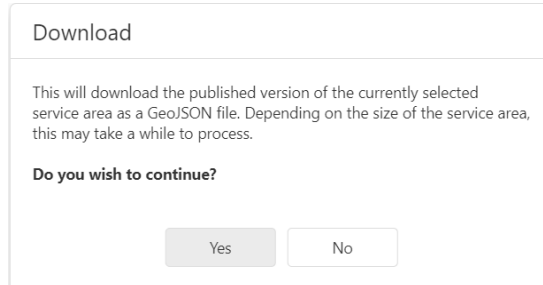 Download
This will download the published version of the currently selected
service area as a GeoJSON file. Depending on the size of the service area,
this may take a while to process.
Do you wish to continue?
Yes
No